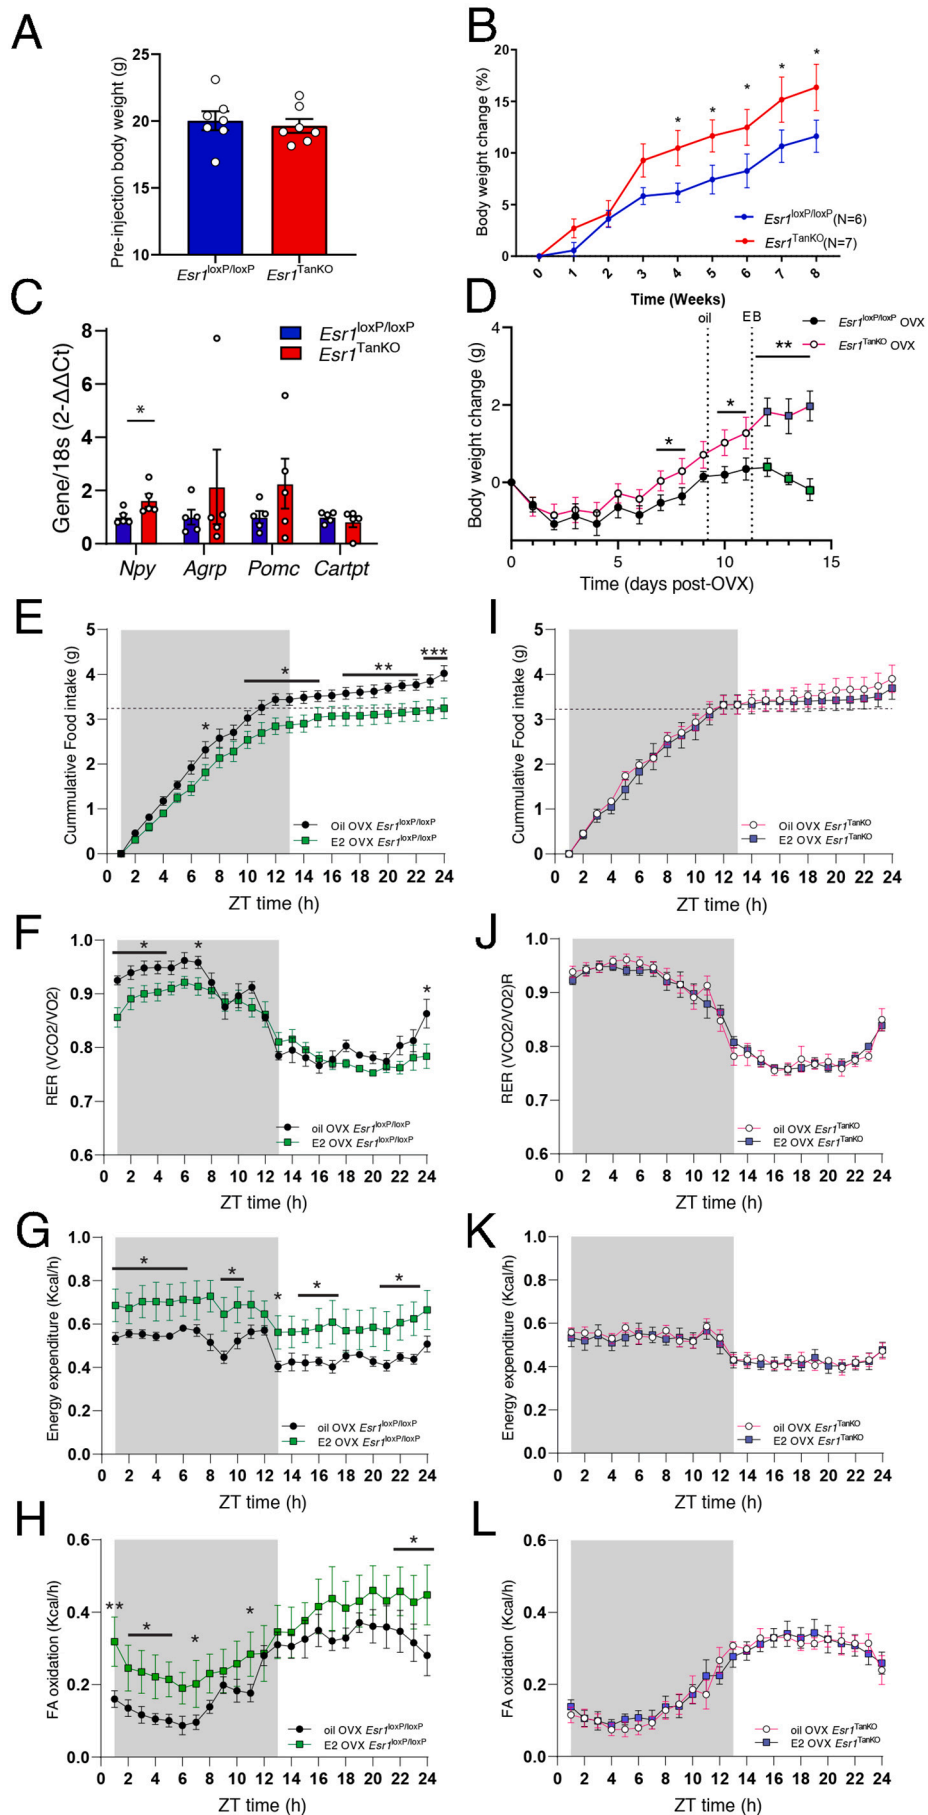 A
Pre-injection body weight (g)
25
20
15
10
Esr1loxP/loxP
Esr1TanKO
B
Body weight change (%)
20
15
10
5
0
0 1 2 3 4 5 6 7 8
* * * * *
Esr1loxP/loxP(N=6)
Esr1TanKO(N=7)
Time (Weeks)
C
Gene/18s (2-ΔΔCt)
8
6
4
2
0
*
Esr1loxP/loxP
Esr1TanKO
Npy Agrp Pomc Cartpt
D
Body weight change (g)
4
2
0
oil
EB
* * **
Esr1loxP/loxP OVX
Esr1TanKO OVX
0 5 10 15
Time (days post-OVX)
E
Cummulative Food intake (g)
5
4
3
2
1
0
* * ** ***
Oil OVX Esr1loxP/loxP
E2 OVX Esr1loxP/loxP
0 2 4 6 8 10 12 14 16 18 20 22 24
ZT time (h)
I
Cummulative Food intake (g)
5
4
3
2
1
0
Oil OVX Esr1TanKO
E2 OVX Esr1TanKO
0 2 4 6 8 10 12 14 16 18 20 22 24
ZT time (h)
F
RER (VCO2/VO2)
1.0
0.9
0.8
0.6
* * *
oil OVX Esr1loxP/loxP
E2 OVX Esr1loxP/loxP
0 2 4 6 8 10 12 14 16 18 20 22 24
ZT time (h)
J
RER (VCO2/VO2)R
1.0
0.9
0.8
0.6
oil OVX Esr1TanKO
E2 OVX Esr1TanKO
0 2 4 6 8 10 12 14 16 18 20 22 24
ZT time (h)
G
Energy expenditure (Kcal/h)
1.0
0.8
0.6
0.4
0.2
0.0
* * * * *
oil OVX Esr1loxP/loxP
E2 OVX Esr1loxP/loxP
0 2 4 6 8 10 12 14 16 18 20 22 24
ZT time (h)
K
Energy expenditure (Kcal/h)
1.0
0.8
0.6
0.4
0.2
0.0
oil OVX Esr1TanKO
E2 OVX Esr1TanKO
0 2 4 6 8 10 12 14 16 18 20 22 24
ZT time (h)
H
FA oxidation (Kcal/h)
0.6
0.4
0.2
0.0
** * * * *
oil OVX Esr1loxP/loxP
E2 OVX Esr1loxP/loxP
0 2 4 6 8 10 12 14 16 18 20 22 24
ZT time (h)
L
FA oxidation (Kcal/h)
0.6
0.4
0.2
0.0
oil OVX Esr1TanKO
E2 OVX Esr1TanKO
0 2 4 6 8 10 12 14 16 18 20 22 24
ZT time (h)